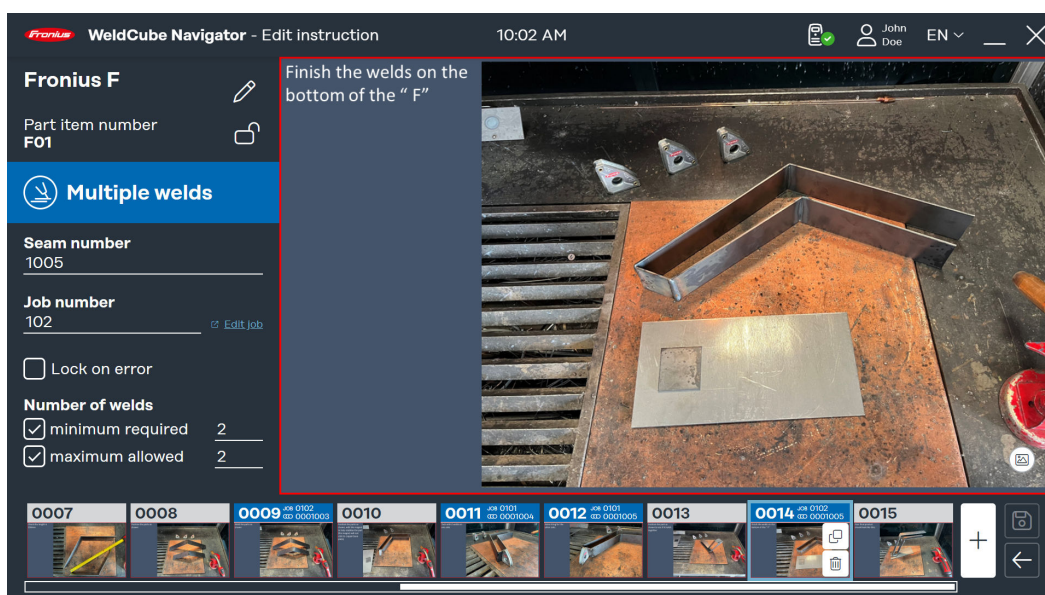 Fronius WeldCube Navigator - Edit instruction
10:02 AM
John
Doe
EN
Fronius F
Part item number
F01
Multiple welds
Seam number
1005
Job number
102
Edit job
Lock on error
Number of welds
minimum required 2
maximum allowed 2
Finish the welds on the
bottom of the “ F”
0007
0008
0009 JOB 0102
0001003
0010
0011 JOB 0101
0001004
0012 JOB 0101
0001005
0013
0014 JOB 0102
0001005
0015